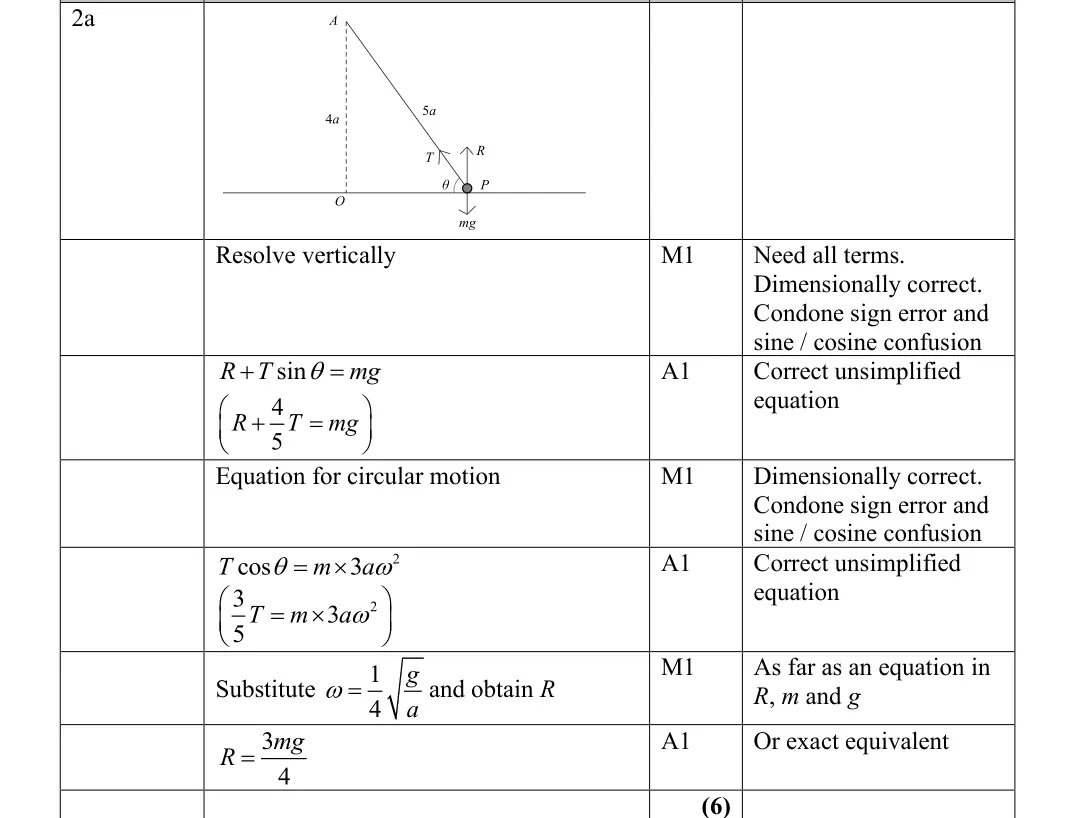 2a
A
5a
4a
T
R
θ
P
O
mg
Resolve vertically M1 Need all terms.
Dimensionally correct.
Condone sign error and
sine / cosine confusion
R + T sin θ = mg A1 Correct unsimplified
equation
(R + 4/5 T = mg)
Equation for circular motion M1 Dimensionally correct.
Condone sign error and
sine / cosine confusion
T cos θ = m × 3aω² A1 Correct unsimplified
equation
(3/5 T = m × 3aω²)
Substitute ω = 1/4 √(g/a) and obtain R M1 As far as an equation in
R, m and g
R = 3mg/4 A1 Or exact equivalent
(6)